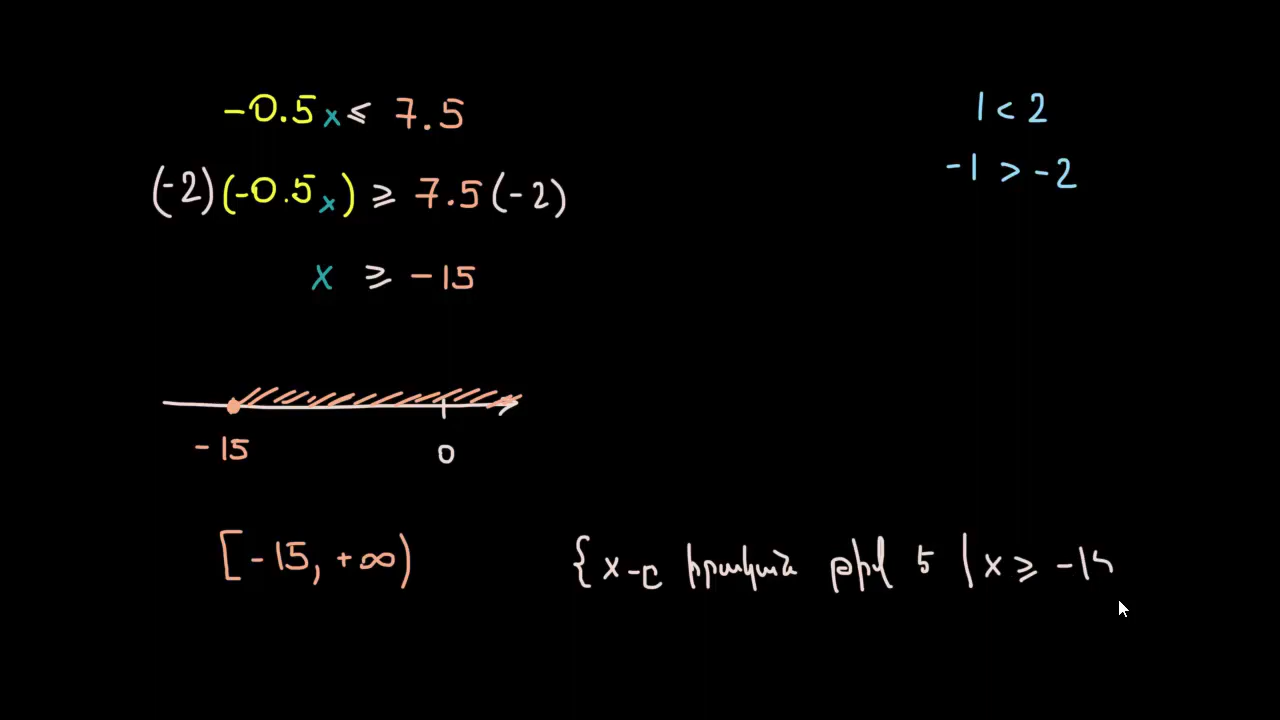 -0.5x ≤ 7.5
(-2)(-0.5x) ≥ 7.5(-2)
x ≥ -15
-15 0
[-15, +∞)
1 < 2
-1 > -2
{x-ը իրական թիվ է | x ≥ -15